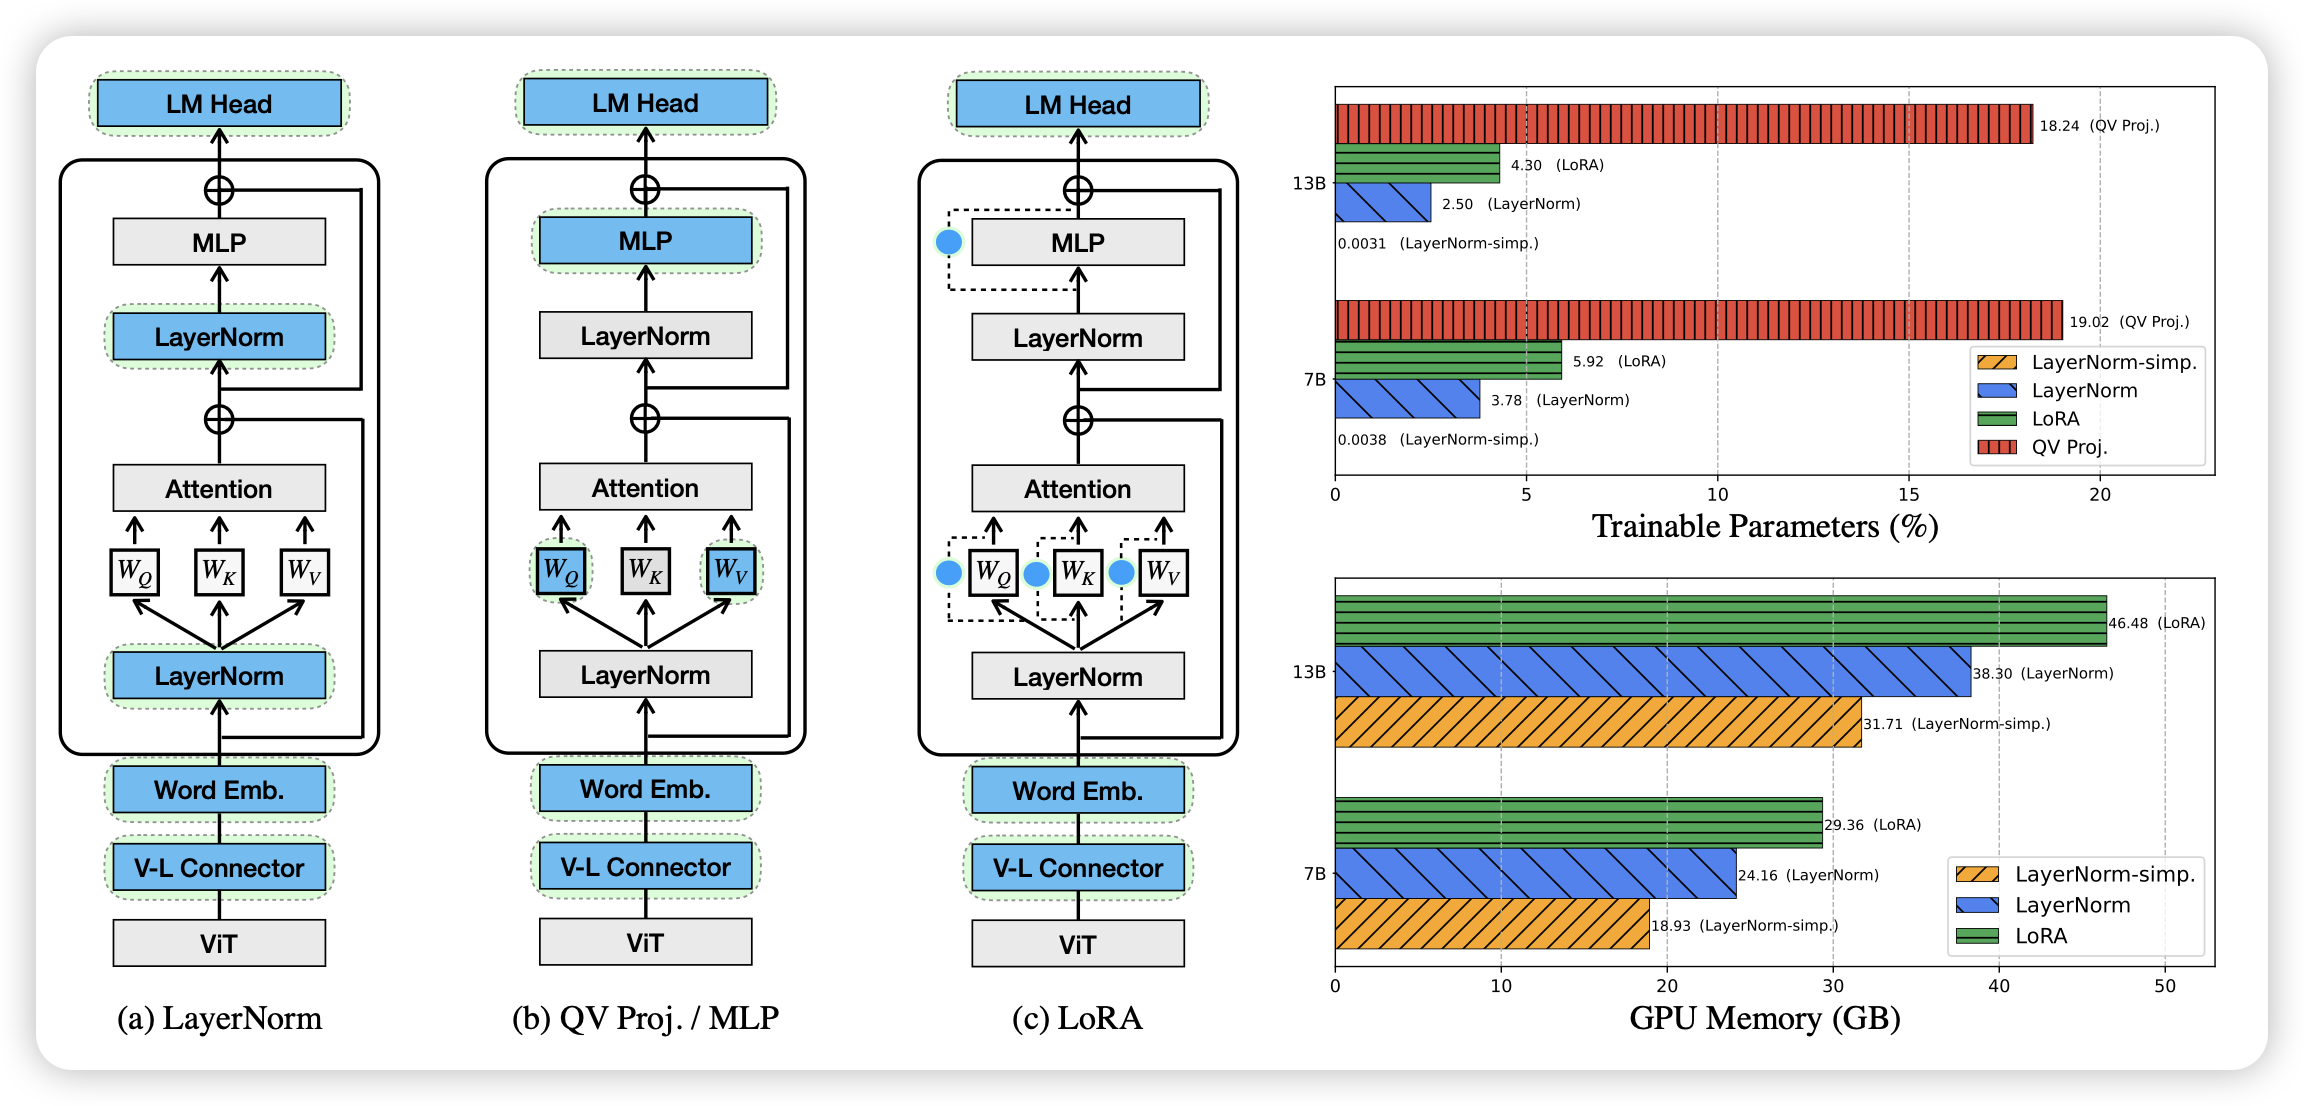 LM Head
MLP
LayerNorm
Attention
W_Q W_K W_V
LayerNorm
Word Emb.
V-L Connector
ViT
(a) LayerNorm
LM Head
MLP
LayerNorm
Attention
W_Q W_K W_V
LayerNorm
Word Emb.
V-L Connector
ViT
(b) QV Proj. / MLP
LM Head
MLP
LayerNorm
Attention
W_Q W_K W_V
LayerNorm
Word Emb.
V-L Connector
ViT
(c) LoRA
18.24 (QV Proj.)
4.30 (LoRA)
13B
2.50 (LayerNorm)
0.0031 (LayerNorm-simp.)
19.02 (QV Proj.)
5.92 (LoRA)
7B
3.78 (LayerNorm)
0.0038 (LayerNorm-simp.)
LayerNorm-simp.
LayerNorm
LoRA
QV Proj.
0 5 10 15 20
Trainable Parameters (%)
46.48 (LoRA)
13B
38.30 (LayerNorm)
31.71 (LayerNorm-simp.)
29.36 (LoRA)
7B
24.16 (LayerNorm)
18.93 (LayerNorm-simp.)
LayerNorm-simp.
LayerNorm
LoRA
0 10 20 30 40 50
GPU Memory (GB)